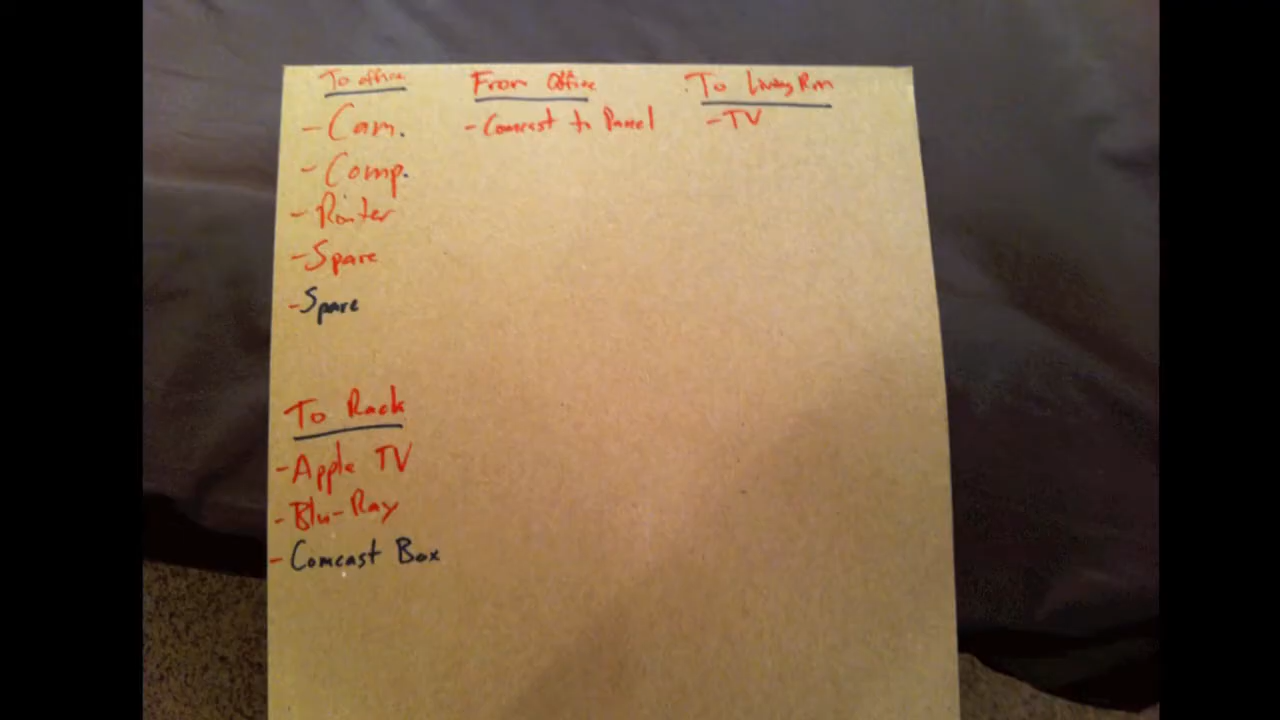 To office
- Cam.
- Comp.
- Router
- Spare
- Spare
From Office
- Comcast to Panel
To Living Rm
- TV
To Rack
- Apple TV
- Blu-Ray
- Comcast Box